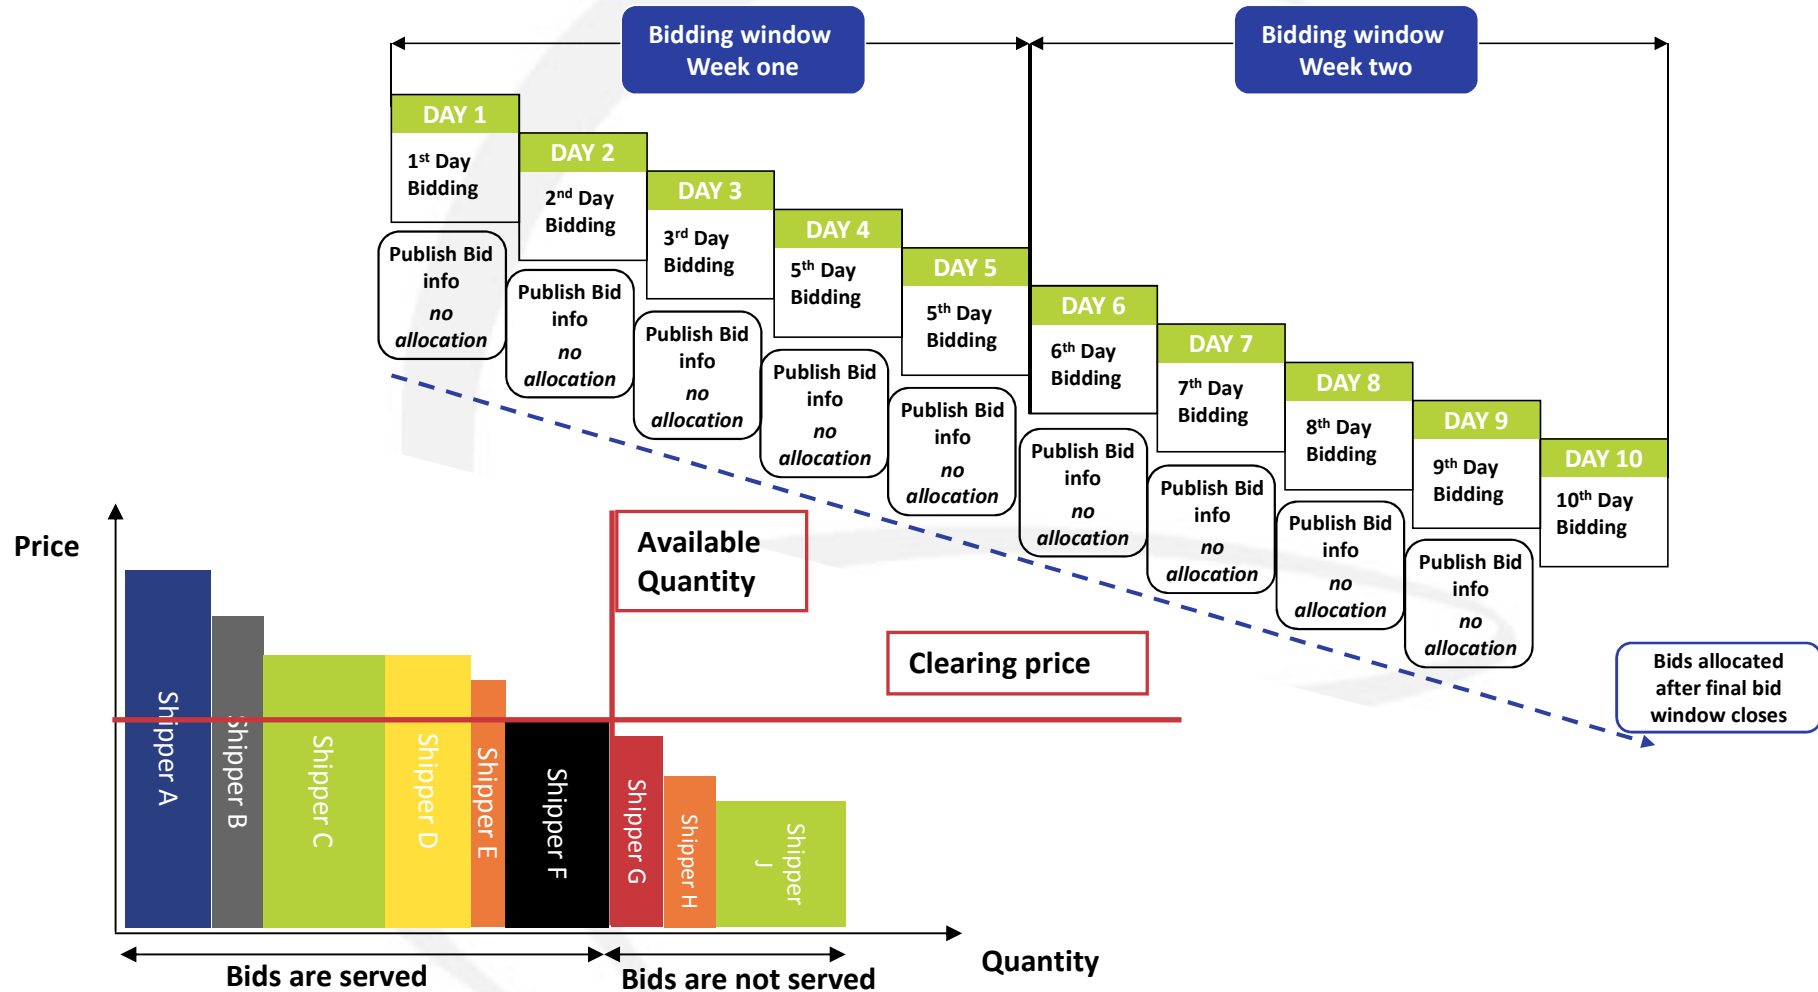 Bidding window
Week one
Bidding window
Week two
DAY 1
1st Day
Bidding
Publish Bid
info
no
allocation
DAY 2
2nd Day
Bidding
Publish Bid
info
no
allocation
DAY 3
3rd Day
Bidding
Publish Bid
info
no
allocation
DAY 4
5th Day
Bidding
Publish Bid
info
no
allocation
DAY 5
5th Day
Bidding
Publish Bid
info
no
allocation
DAY 6
6th Day
Bidding
Publish Bid
info
no
allocation
DAY 7
7th Day
Bidding
Publish Bid
info
no
allocation
DAY 8
8th Day
Bidding
Publish Bid
info
no
allocation
DAY 9
9th Day
Bidding
Publish Bid
info
no
allocation
DAY 10
10th Day
Bidding
Bids allocated
after final bid
window closes
Price
Available
Quantity
Clearing price
Shipper A
Shipper B
Shipper C
Shipper D
Shipper E
Shipper F
Shipper G
Shipper H
Shipper
J
Quantity
Bids are served
Bids are not served